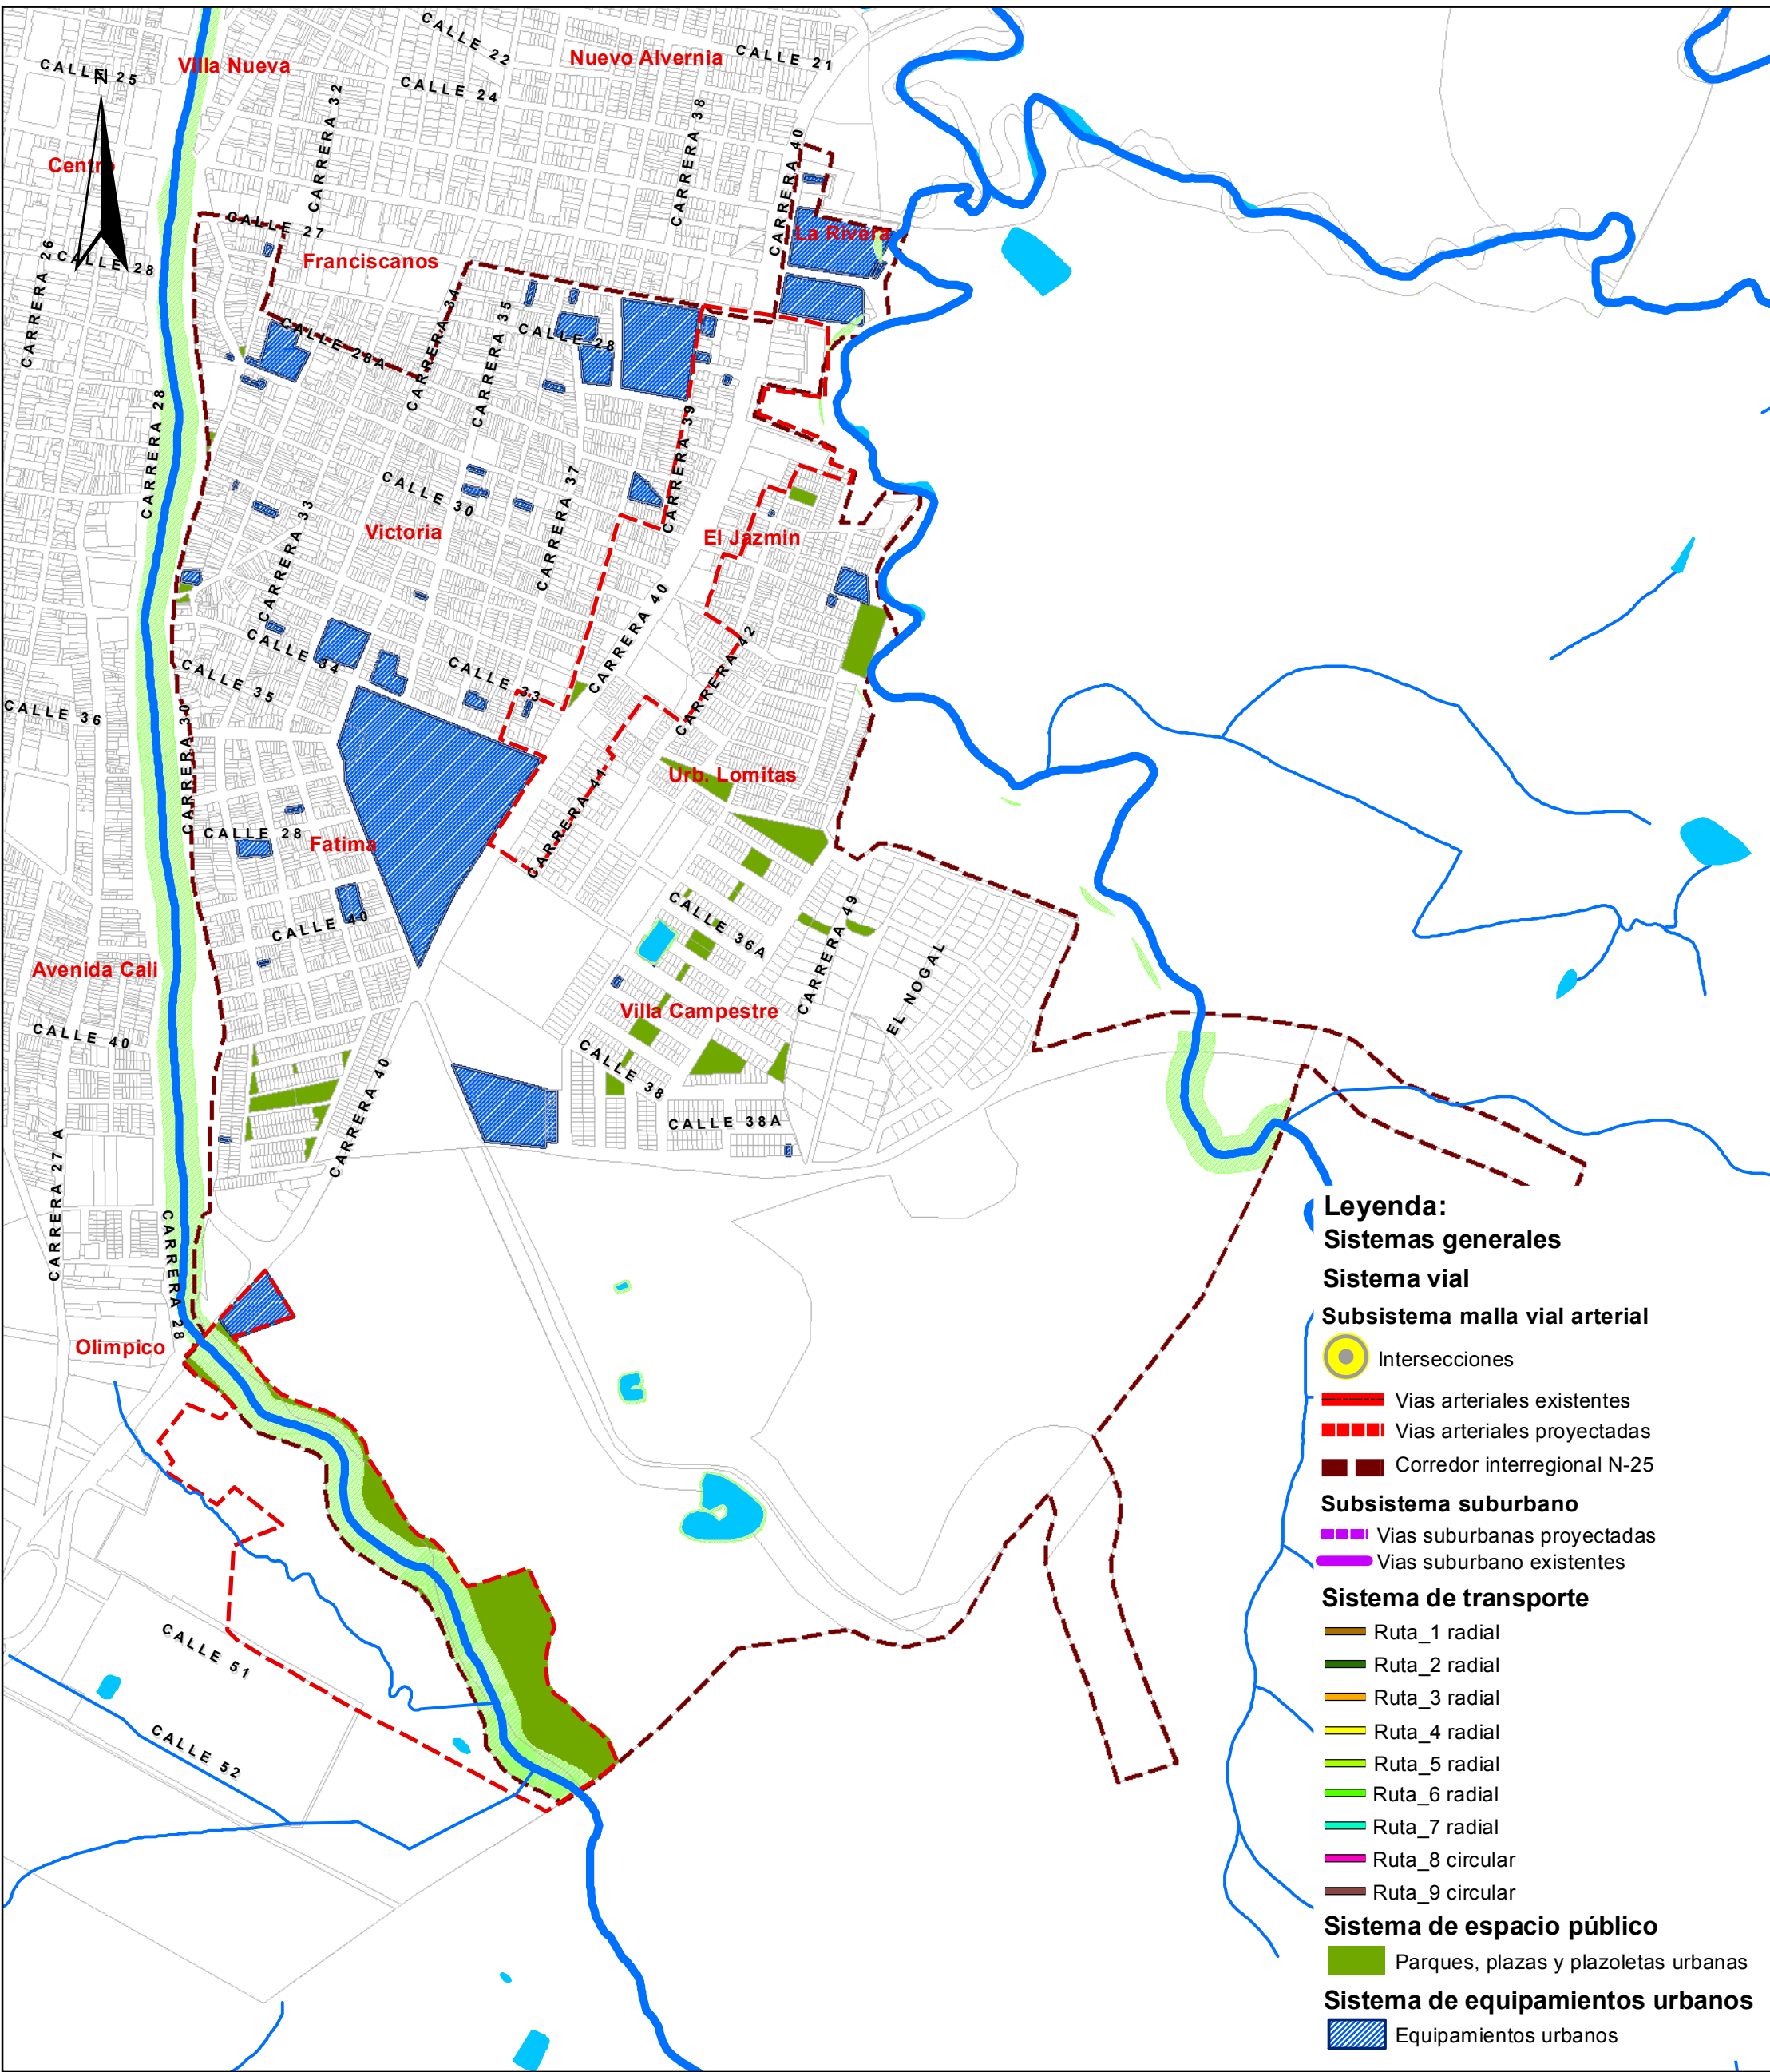 CALLE 22
Nuevo Alvernia
CALLE 21
Villa Nueva
CALLE 25
N
CALLE 24
CARRERA 32
CARRERA 38
CARRERA 40
Centro
CALLE 27
La Rivera
CARRERA 26
CALLE 28
Franciscanos
CARRERA 34
CARRERA 35
CALLE 28
CALLE 28A
CARRERA 28
CARRERA 39
CALLE 30
CARRERA 37
CARRERA 33
Victoria
El Jazmin
CARRERA 40
CALLE 34
CALLE 33
CARRERA 42
CALLE 35
CALLE 36
CARRERA 30
Urb. Lomitas
CARRERA 41
CALLE 28
Fatima
CALLE 40
CALLE 36A
CARRERA 49
EL NOGAL
Avenida Cali
Villa Campestre
CALLE 40
CALLE 38
CARRERA 40
CALLE 38A
CARRERA 27 A
CARRERA 28
Olimpico
CALLE 51
CALLE 52
Leyenda:
Sistemas generales
Sistema vial
Subsistema malla vial arterial
Intersecciones
Vias arteriales existentes
Vias arteriales proyectadas
Corredor interregional N-25
Subsistema suburbano
Vias suburbanas proyectadas
Vias suburbano existentes
Sistema de transporte
Ruta_1 radial
Ruta_2 radial
Ruta_3 radial
Ruta_4 radial
Ruta_5 radial
Ruta_6 radial
Ruta_7 radial
Ruta_8 circular
Ruta_9 circular
Sistema de espacio público
Parques, plazas y plazoletas urbanas
Sistema de equipamientos urbanos
Equipamientos urbanos